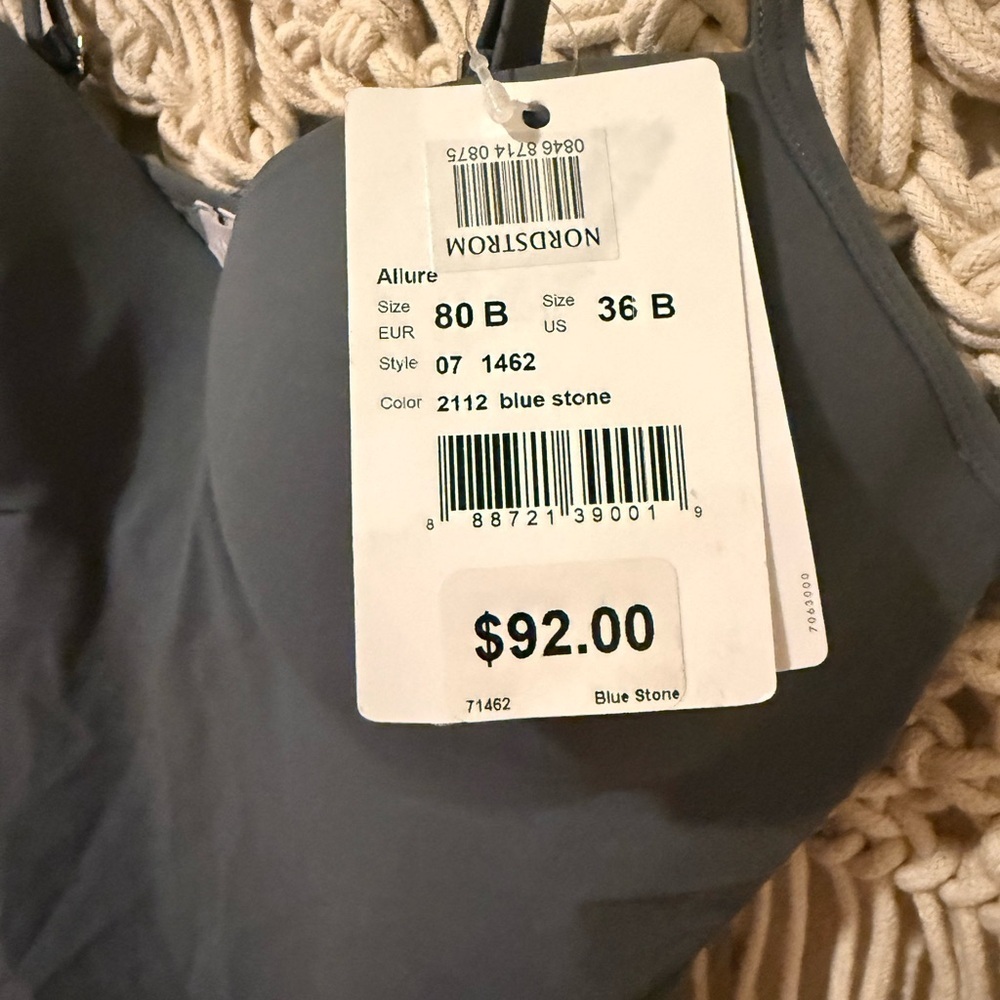 0846 8714 0875
NORDSTROM
Allure
Size EUR 80 B Size US 36 B
Style 07 1462
Color 2112 blue stone
8 88721 39001 9
$92.00
71462 Blue Stone
7063000